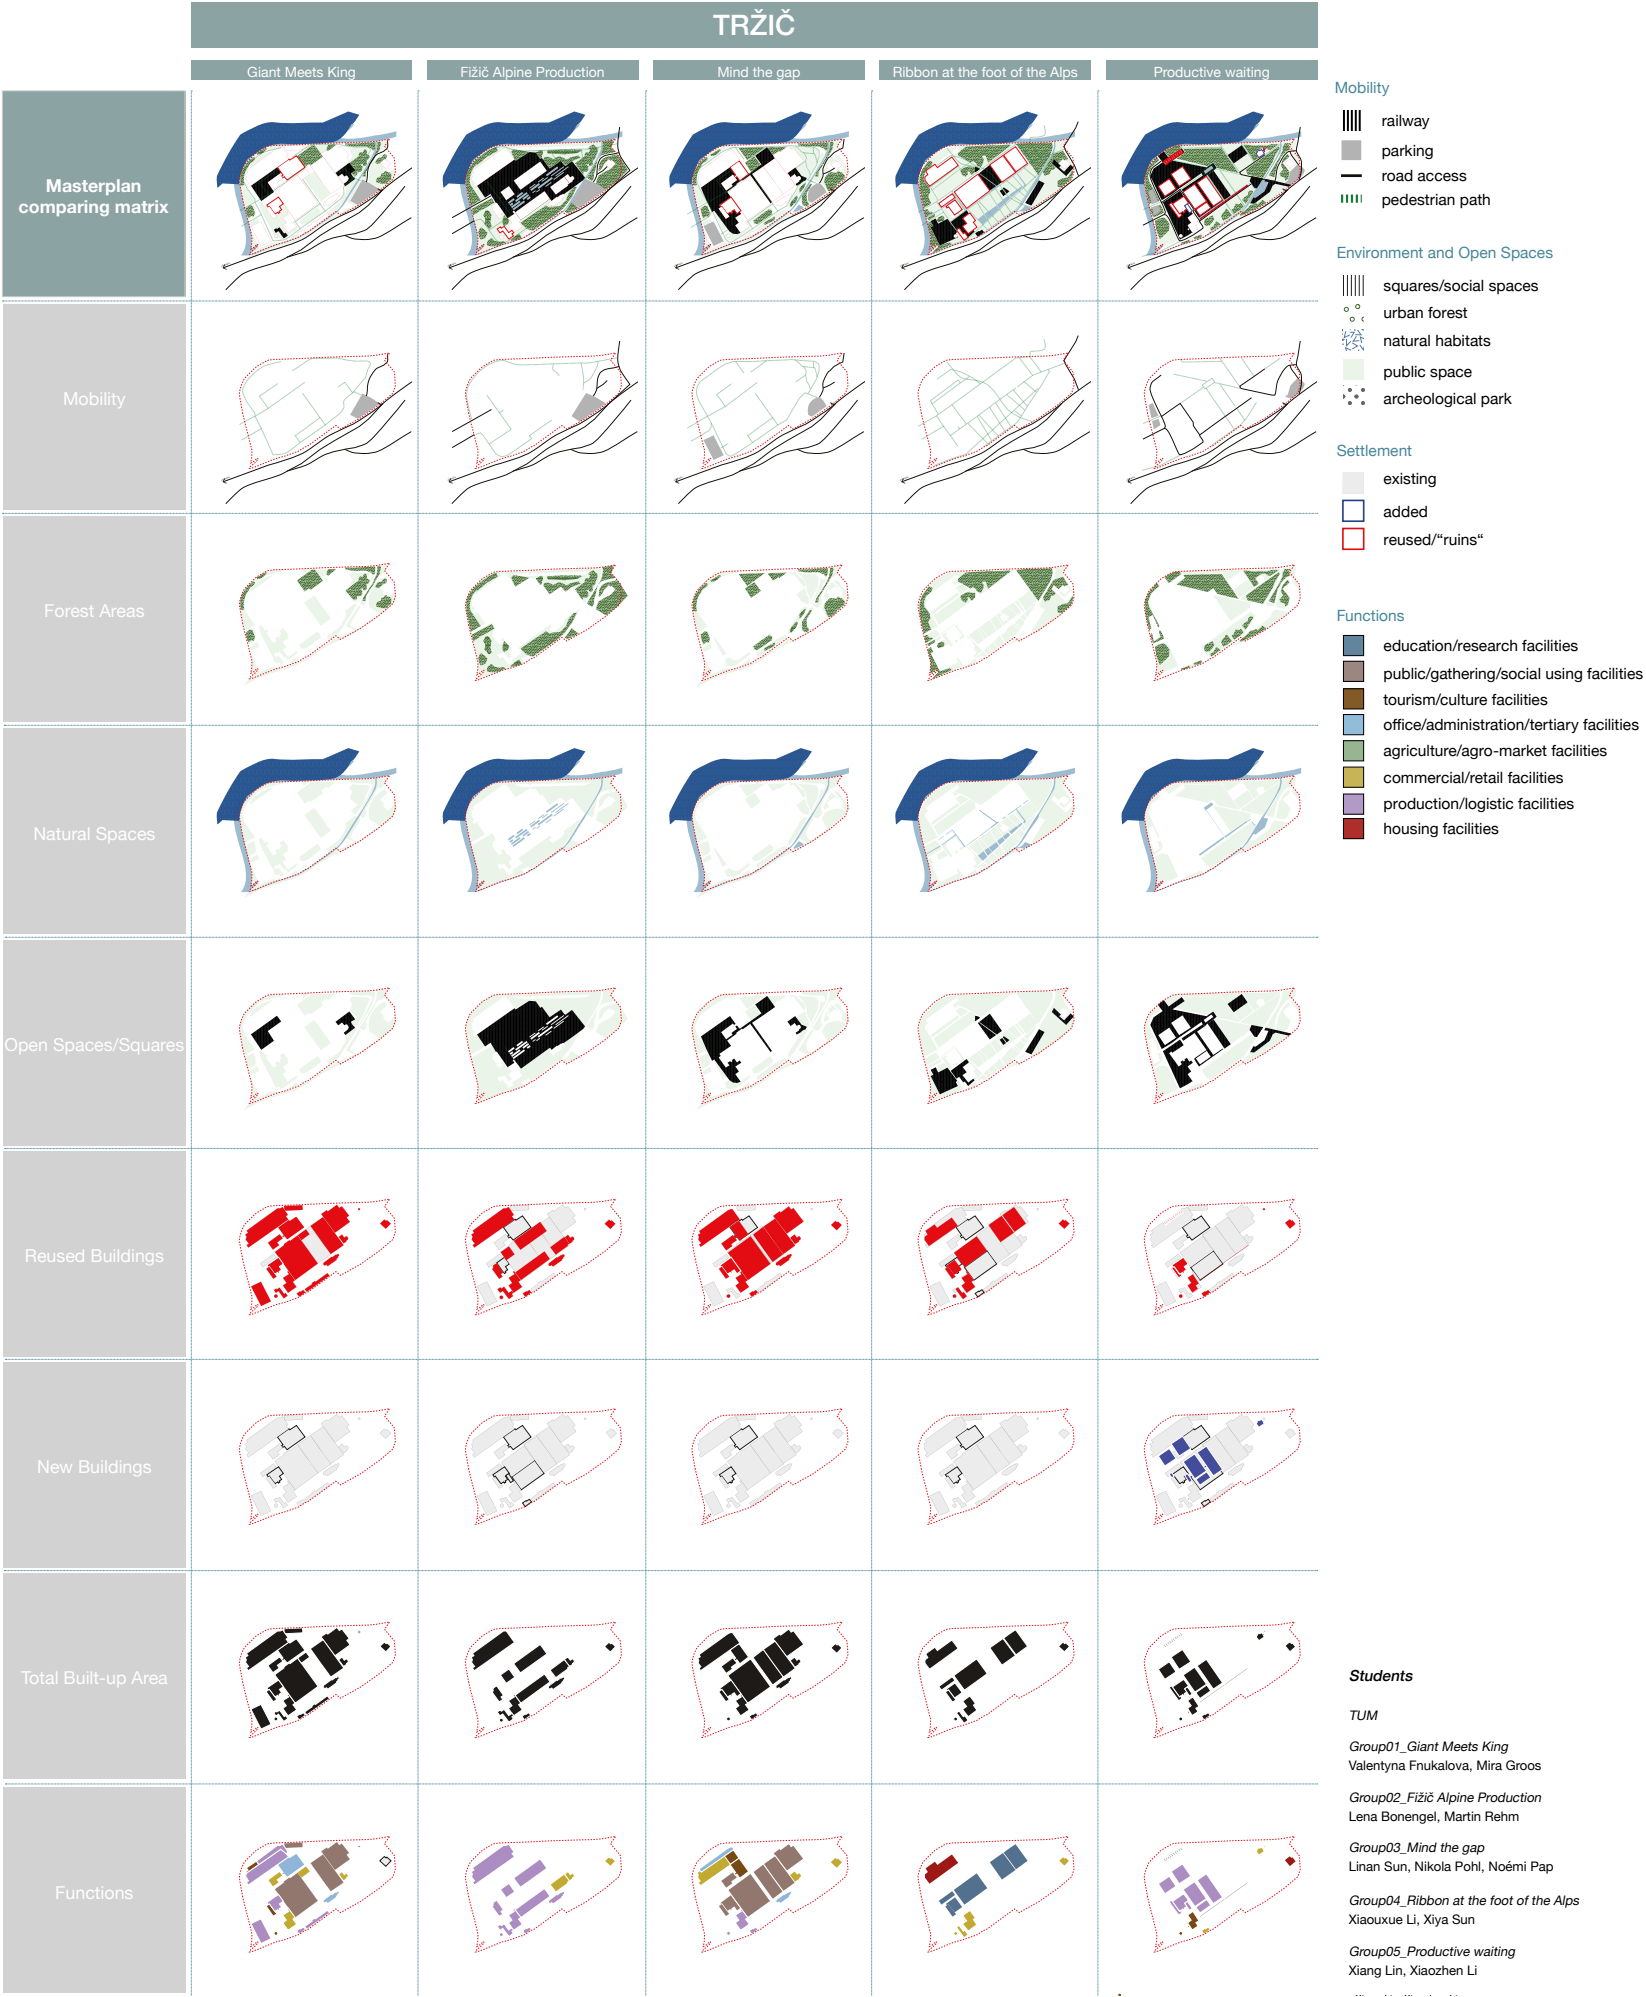 TRŽIČ
Giant Meets King
Fižič Alpine Production
Mind the gap
Ribbon at the foot of the Alps
Productive waiting
Masterplan
comparing matrix
Mobility
Forest Areas
Natural Spaces
Open Spaces/Squares
Reused Buildings
New Buildings
Total Built-up Area
Functions
Mobility
railway
parking
road access
pedestrian path
Environment and Open Spaces
squares/social spaces
urban forest
natural habitats
public space
archeological park
Settlement
existing
added
reused/“ruins“
Functions
education/research facilities
public/gathering/social using facilities
tourism/culture facilities
office/administration/tertiary facilities
agriculture/agro-market facilities
commercial/retail facilities
production/logistic facilities
housing facilities
Students
TUM
Group01_Giant Meets King
Valentyna Fnukalova, Mira Groos
Group02_Fižič Alpine Production
Lena Bonengel, Martin Rehm
Group03_Mind the gap
Linan Sun, Nikola Pohl, Noémi Pap
Group04_Ribbon at the foot of the Alps
Xiaouxue Li, Xiya Sun
Group05_Productive waiting
Xiang Lin, Xiaozhen Li